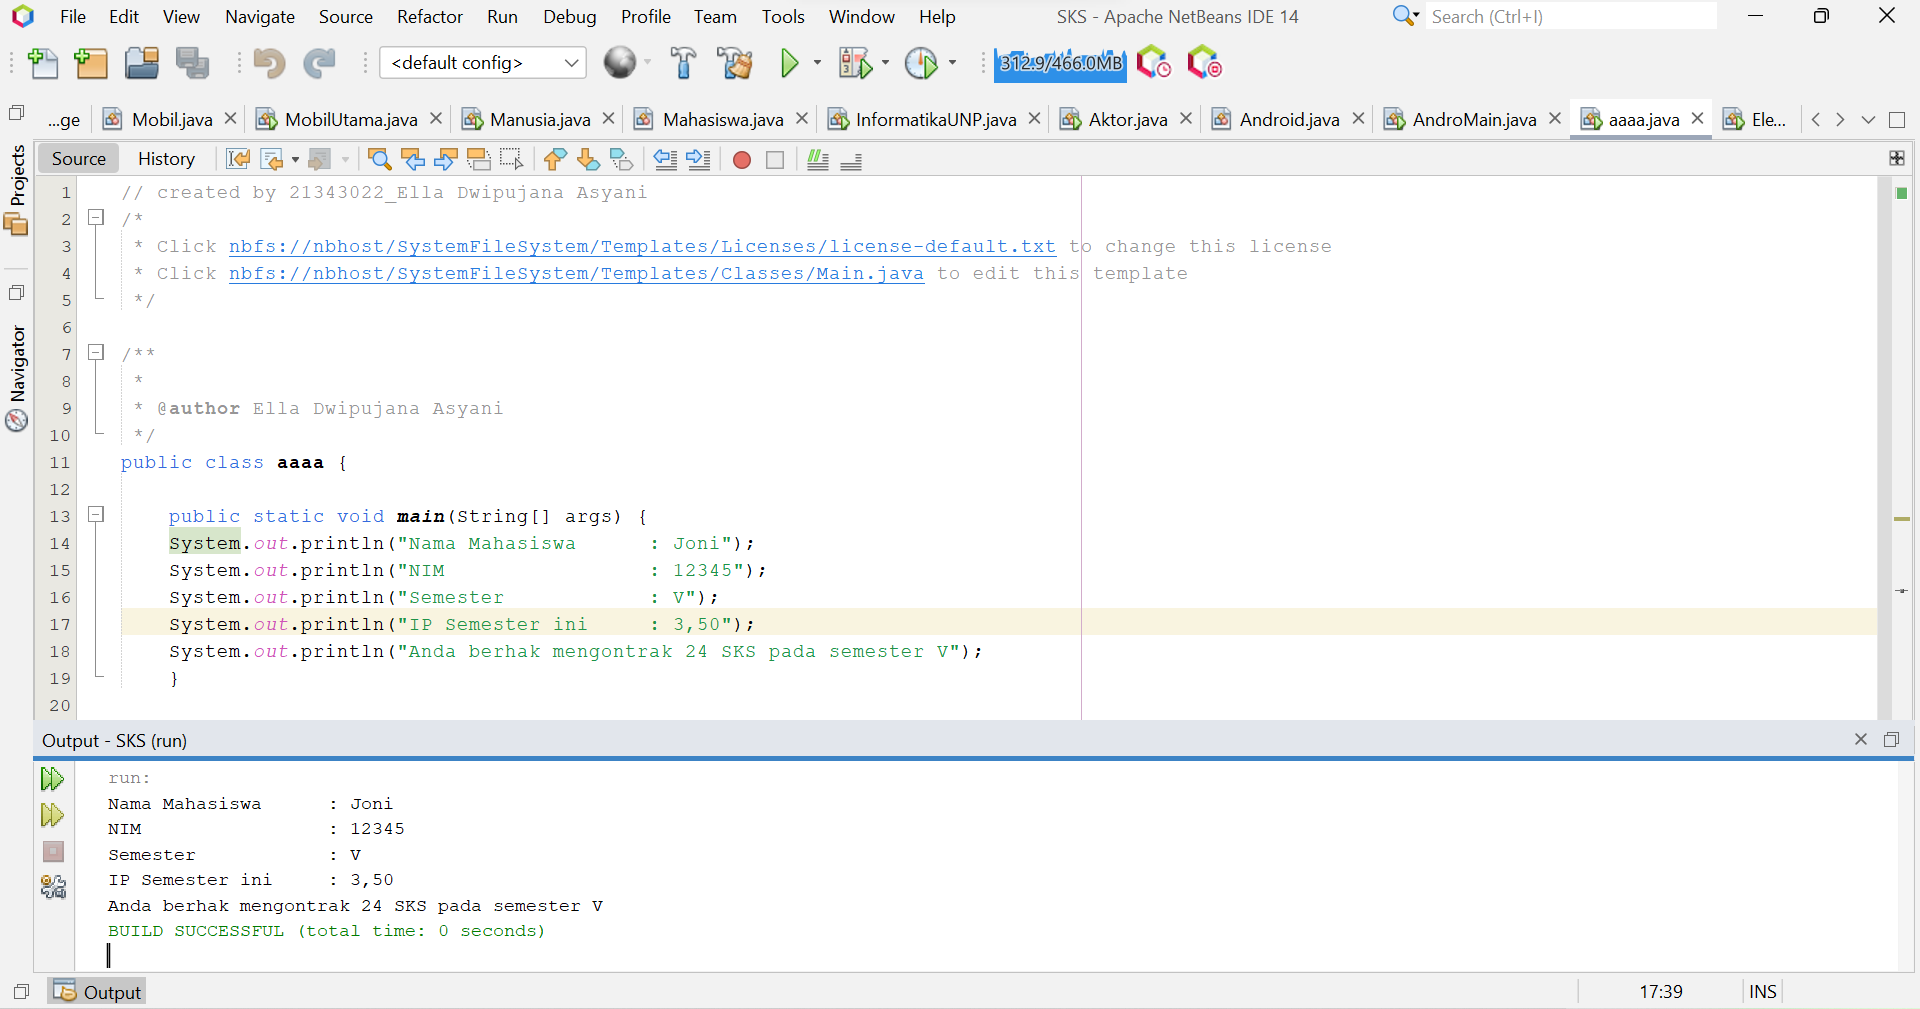 File Edit View Navigate Source Refactor Run Debug Profile Team Tools Window Help SKS - Apache NetBeans IDE 14 Search (Ctrl+I)
<default config> 312.9/466.0MB
...ge Mobil.java MobilUtama.java Manusia.java Mahasiswa.java InformatikaUNP.java Aktor.java Android.java AndroMain.java aaaa.java Ele...
Source History
Projects
Navigator
1 // created by 21343022_Ella Dwipujana Asyani
2 /*
3 * Click nbfs://nbhost/SystemFileSystem/Templates/Licenses/license-default.txt to change this license
4 * Click nbfs://nbhost/SystemFileSystem/Templates/Classes/Main.java to edit this template
5 */
6
7 /**
8 *
9 * @author Ella Dwipujana Asyani
10 */
11 public class aaaa {
12
13 public static void main(String[] args) {
14 System.out.println("Nama Mahasiswa      : Joni");
15 System.out.println("NIM                 : 12345");
16 System.out.println("Semester            : V");
17 System.out.println("IP Semester ini     : 3,50");
18 System.out.println("Anda berhak mengontrak 24 SKS pada semester V");
19 }
20
Output - SKS (run)
run:
Nama Mahasiswa      : Joni
NIM                 : 12345
Semester            : V
IP Semester ini     : 3,50
Anda berhak mengontrak 24 SKS pada semester V
BUILD SUCCESSFUL (total time: 0 seconds)
Output 17:39 INS